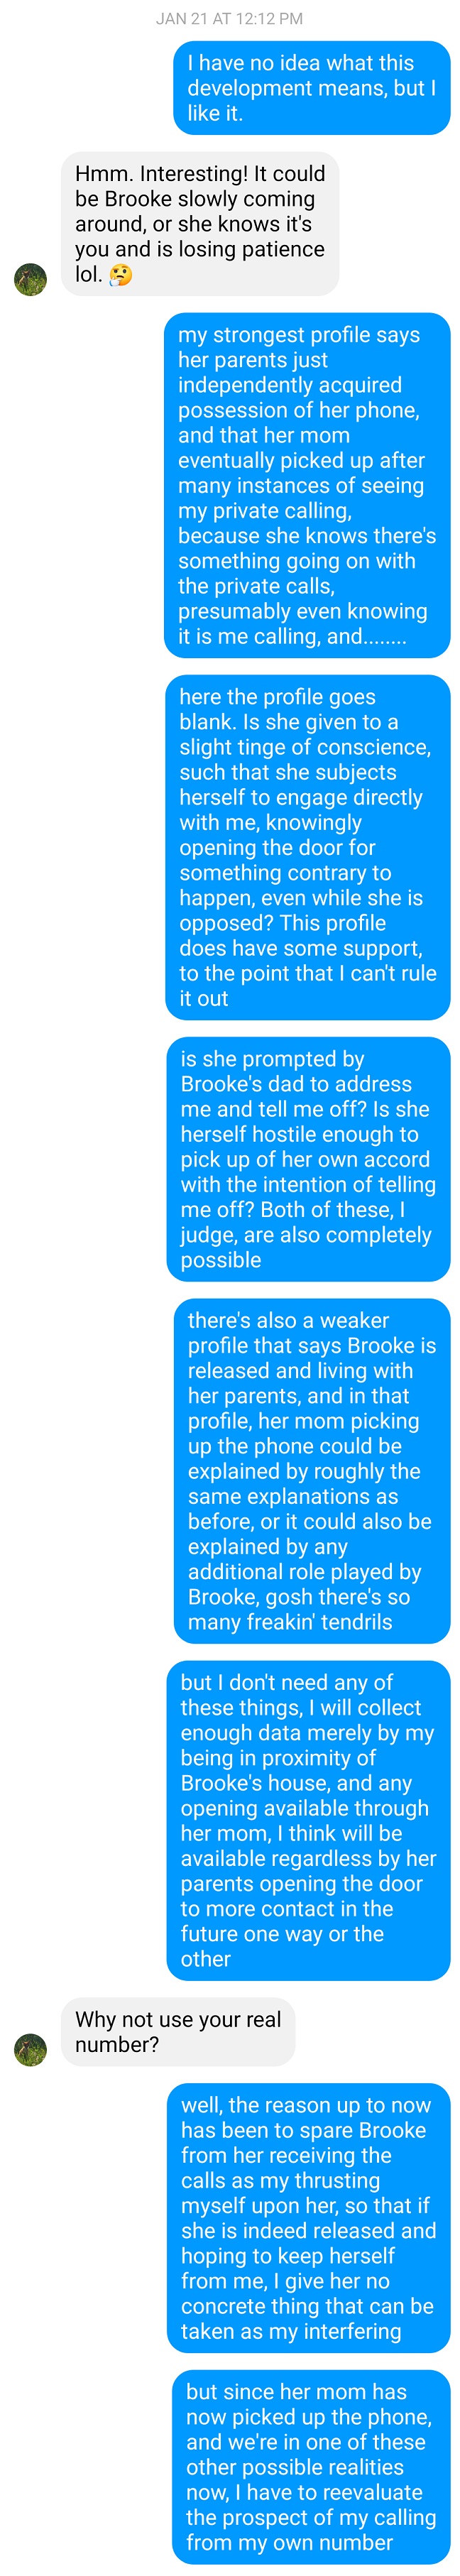 JAN 21 AT 12:12 PM
I have no idea what this
development means, but I
like it.
Hmm. Interesting! It could
be Brooke slowly coming
around, or she knows it's
you and is losing patience
lol. 🤔
my strongest profile says
her parents just
independently acquired
possession of her phone,
and that her mom
eventually picked up after
many instances of seeing
my private calling,
because she knows there's
something going on with
the private calls,
presumably even knowing
it is me calling, and........
here the profile goes
blank. Is she given to a
slight tinge of conscience,
such that she subjects
herself to engage directly
with me, knowingly
opening the door for
something contrary to
happen, even while she is
opposed? This profile
does have some support,
to the point that I can't rule
it out
is she prompted by
Brooke's dad to address
me and tell me off? Is she
herself hostile enough to
pick up of her own accord
with the intention of telling
me off? Both of these, I
judge, are also completely
possible
there's also a weaker
profile that says Brooke is
released and living with
her parents, and in that
profile, her mom picking
up the phone could be
explained by roughly the
same explanations as
before, or it could also be
explained by any
additional role played by
Brooke, gosh there's so
many freakin' tendrils
but I don't need any of
these things, I will collect
enough data merely by my
being in proximity of
Brooke's house, and any
opening available through
her mom, I think will be
available regardless by her
parents opening the door
to more contact in the
future one way or the
other
Why not use your real
number?
well, the reason up to now
has been to spare Brooke
from her receiving the
calls as my thrusting
myself upon her, so that if
she is indeed released and
hoping to keep herself
from me, I give her no
concrete thing that can be
taken as my interfering
but since her mom has
now picked up the phone,
and we're in one of these
other possible realities
now, I have to reevaluate
the prospect of my calling
from my own number